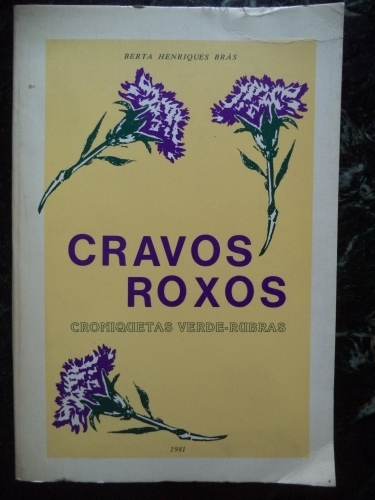 BERTA HENRIQUES BRÁS
CRAVOS
ROXOS
CRONIQUETAS VERDE-RUBRAS
1981